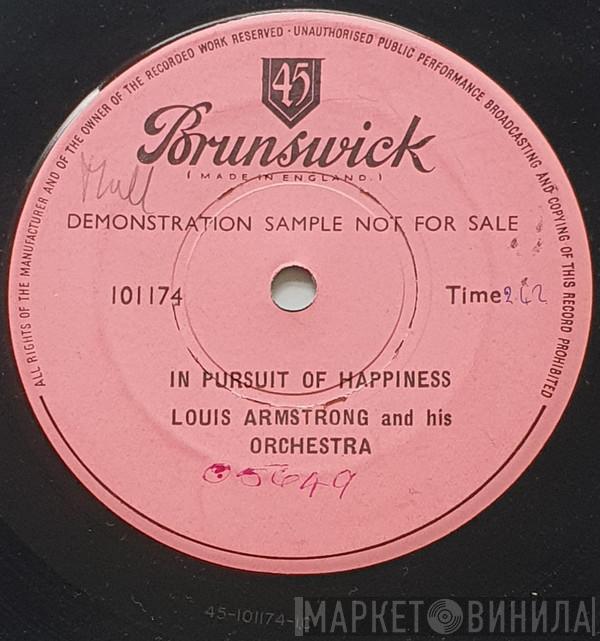 ALL RIGHTS OF THE MANUFACTURER AND OF THE OWNER OF THE RECORDED WORK RESERVED · UNAUTHORISED PUBLIC PERFORMANCE BROADCASTING AND COPYING OF THIS RECORD PROHIBITED
45
Brunswick
(MADE IN ENGLAND.)
DEMONSTRATION SAMPLE NOT FOR SALE
101174 Time 2.42
IN PURSUIT OF HAPPINESS
LOUIS ARMSTRONG and his
ORCHESTRA
05649
МАРКЕТ ВИНИЛА